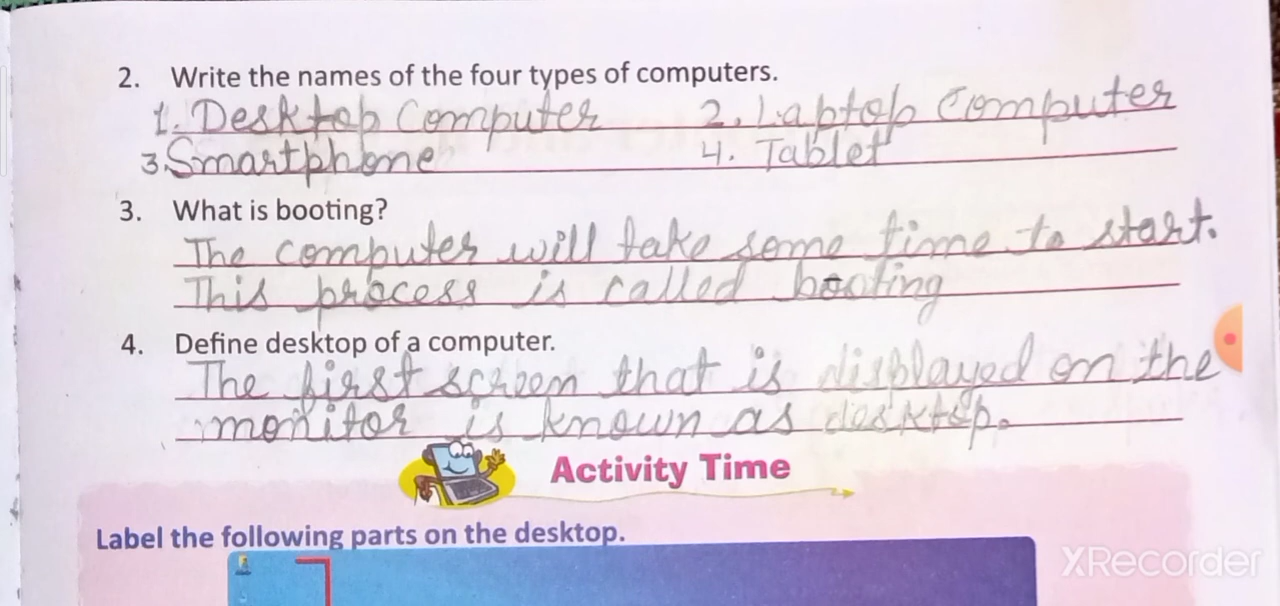 2. Write the names of the four types of computers.
1. Desktop Computer 2. Laptop Computer
3. Smartphone 4. Tablet
3. What is booting?
The computer will take some time to start.
This process is called booting
4. Define desktop of a computer.
The first screen that is displayed on the
monitor is known as desktop.
Activity Time
Label the following parts on the desktop.
XRecorder